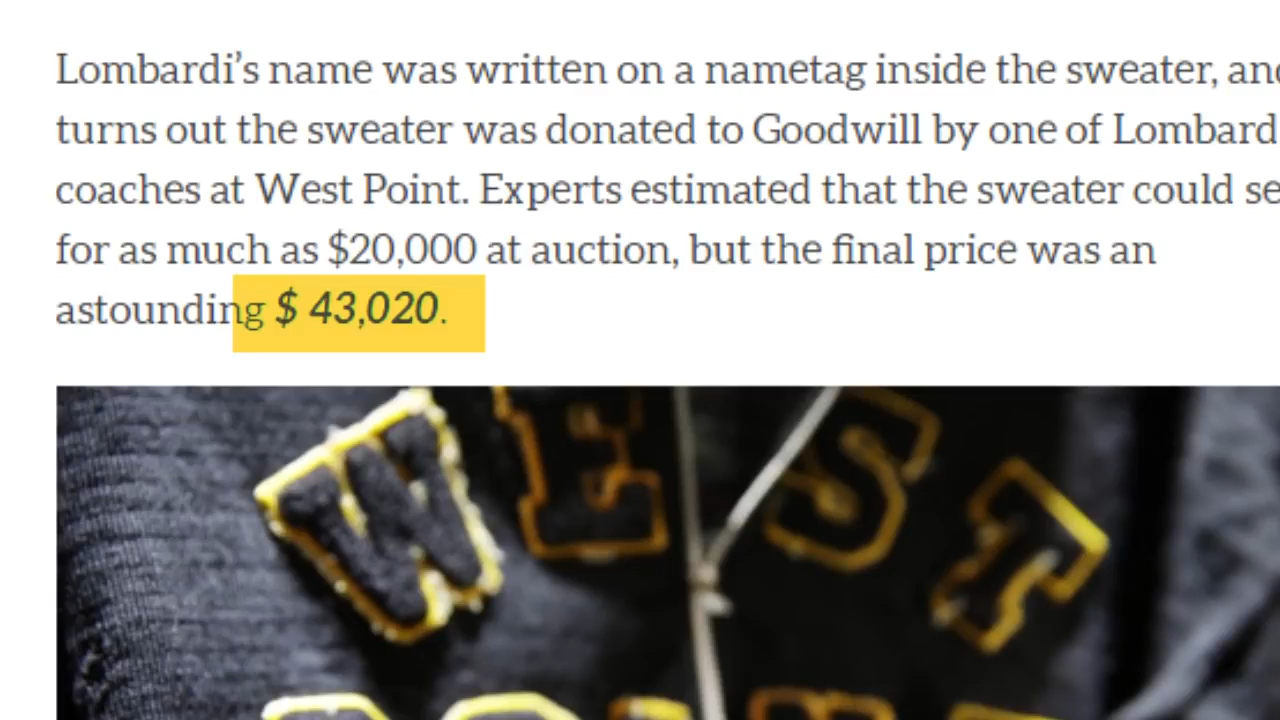 Lombardi’s name was written on a nametag inside the sweater, and
turns out the sweater was donated to Goodwill by one of Lombard
coaches at West Point. Experts estimated that the sweater could se
for as much as $20,000 at auction, but the final price was an
astounding $ 43,020.
WEST